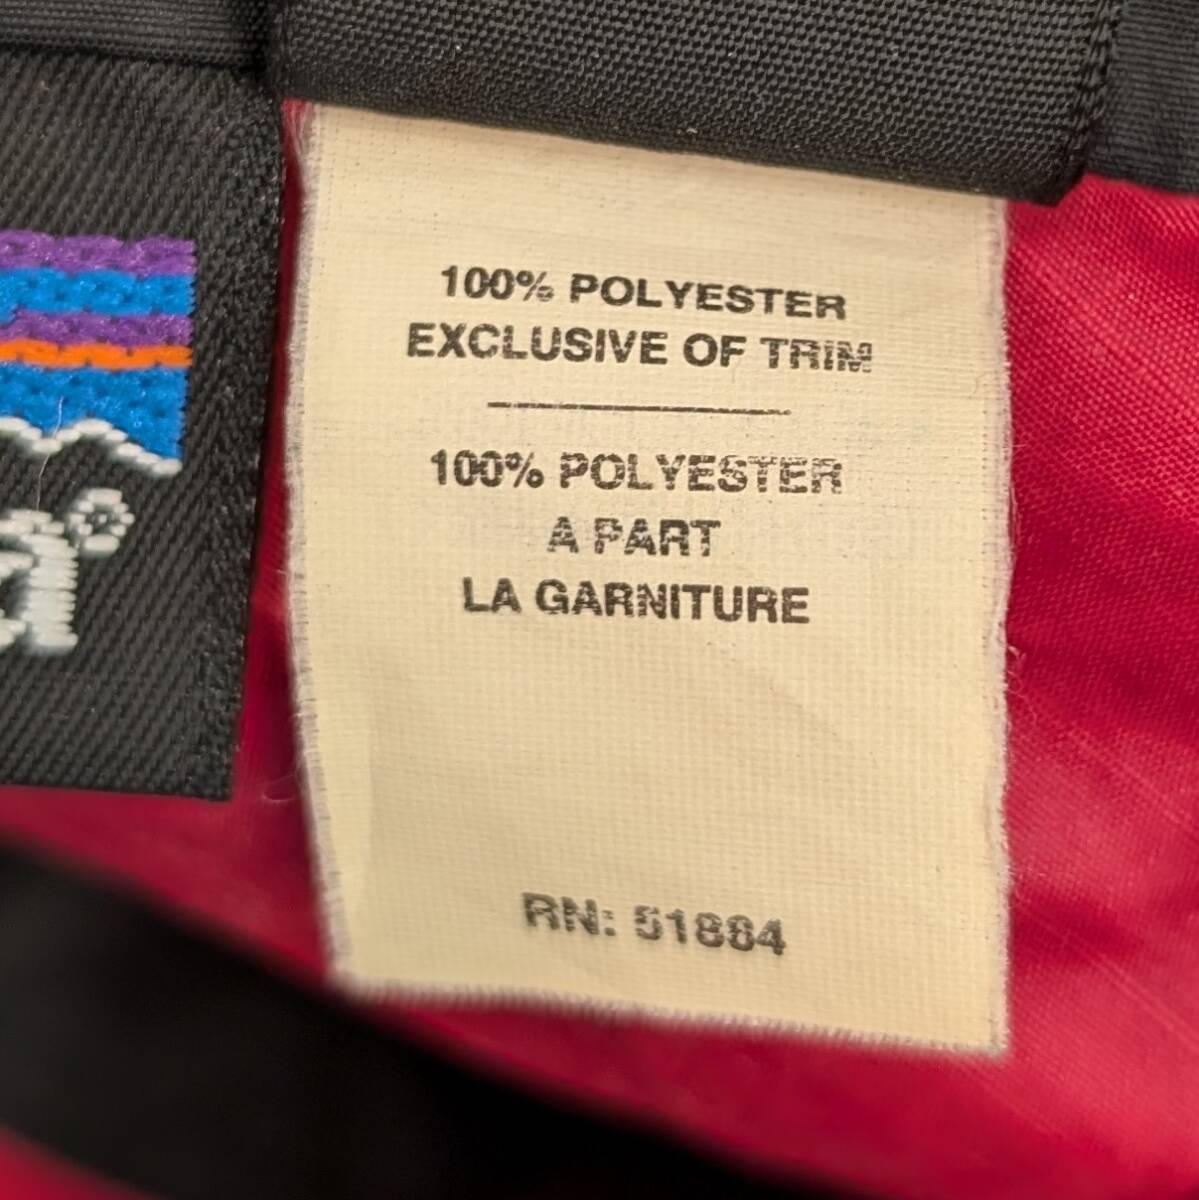 100% POLYESTER
EXCLUSIVE OF TRIM
100% POLYESTER
A PART
LA GARNITURE
RN: 51884
a®